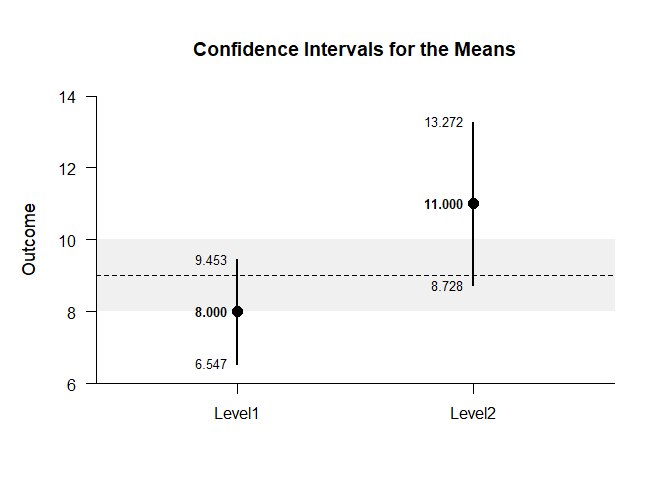 Confidence Intervals for the Means
14
12
10
8
6
Outcome
13.272
11.000
8.728
9.453
8.000
6.547
Level1
Level2